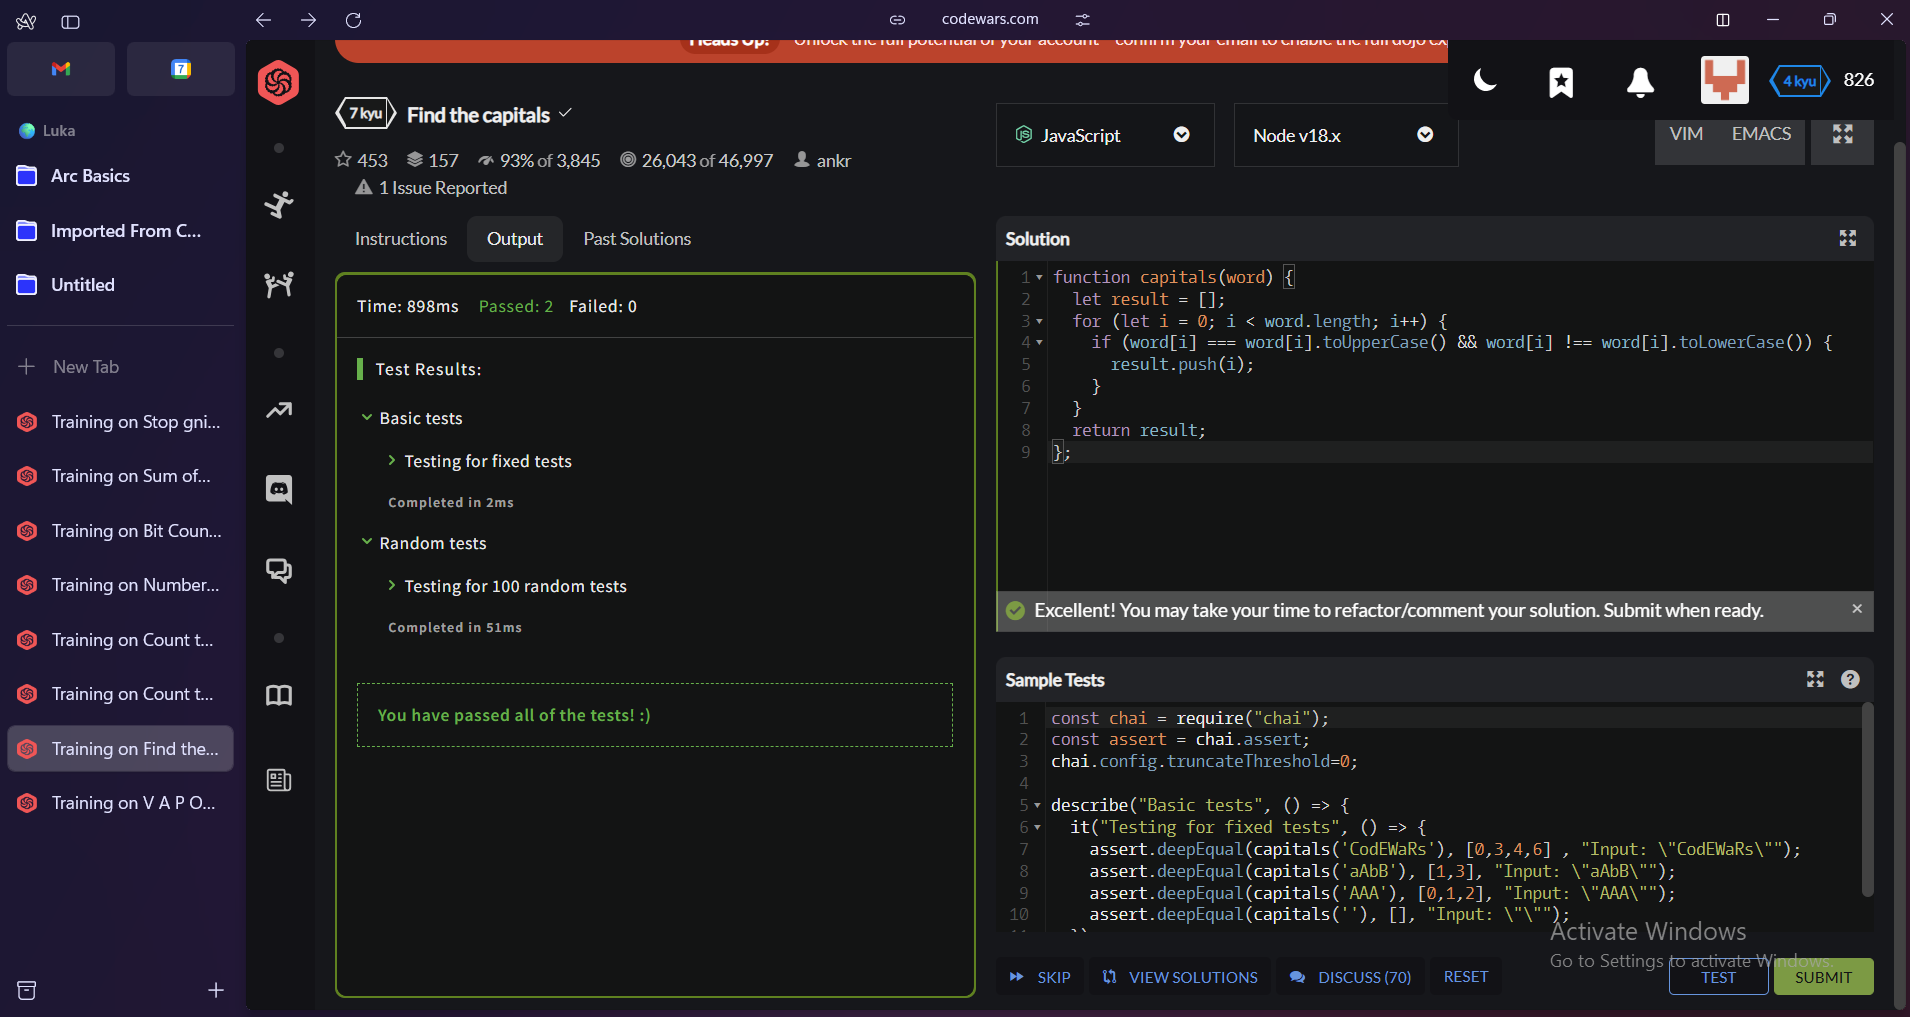 codewars.com
7
Luka
Arc Basics
Imported From C...
Untitled
New Tab
Training on Stop gni...
Training on Sum of...
Training on Bit Coun...
Training on Number...
Training on Count t...
Training on Count t...
Training on Find the...
Training on V A P O...
Heads Up! Unlock the full potential of your account - confirm your email to enable the full dojo ex
4 kyu 826
7 kyu Find the capitals
453 157 93% of 3,845 26,043 of 46,997 ankr
1 Issue Reported
JavaScript
Node v18.x
VIM EMACS
Instructions Output Past Solutions
Time: 898ms Passed: 2 Failed: 0
Test Results:
Basic tests
Testing for fixed tests
Completed in 2ms
Random tests
Testing for 100 random tests
Completed in 51ms
You have passed all of the tests! :)
Solution
1 function capitals(word) {
2 let result = [];
3 for (let i = 0; i < word.length; i++) {
4 if (word[i] === word[i].toUpperCase() && word[i] !== word[i].toLowerCase()) {
5 result.push(i);
6 }
7 }
8 return result;
9 };
Excellent! You may take your time to refactor/comment your solution. Submit when ready.
Sample Tests
1 const chai = require("chai");
2 const assert = chai.assert;
3 chai.config.truncateThreshold=0;
4
5 describe("Basic tests", () => {
6 it("Testing for fixed tests", () => {
7 assert.deepEqual(capitals('CodEWaRs'), [0,3,4,6] , "Input: \"CodEWaRs\"");
8 assert.deepEqual(capitals('aAbB'), [1,3], "Input: \"aAbB\"");
9 assert.deepEqual(capitals('AAA'), [0,1,2], "Input: \"AAA\"");
10 assert.deepEqual(capitals(''), [], "Input: \"\"");
SKIP VIEW SOLUTIONS DISCUSS (70) RESET TEST SUBMIT
Activate Windows
Go to Settings to activate Windows.